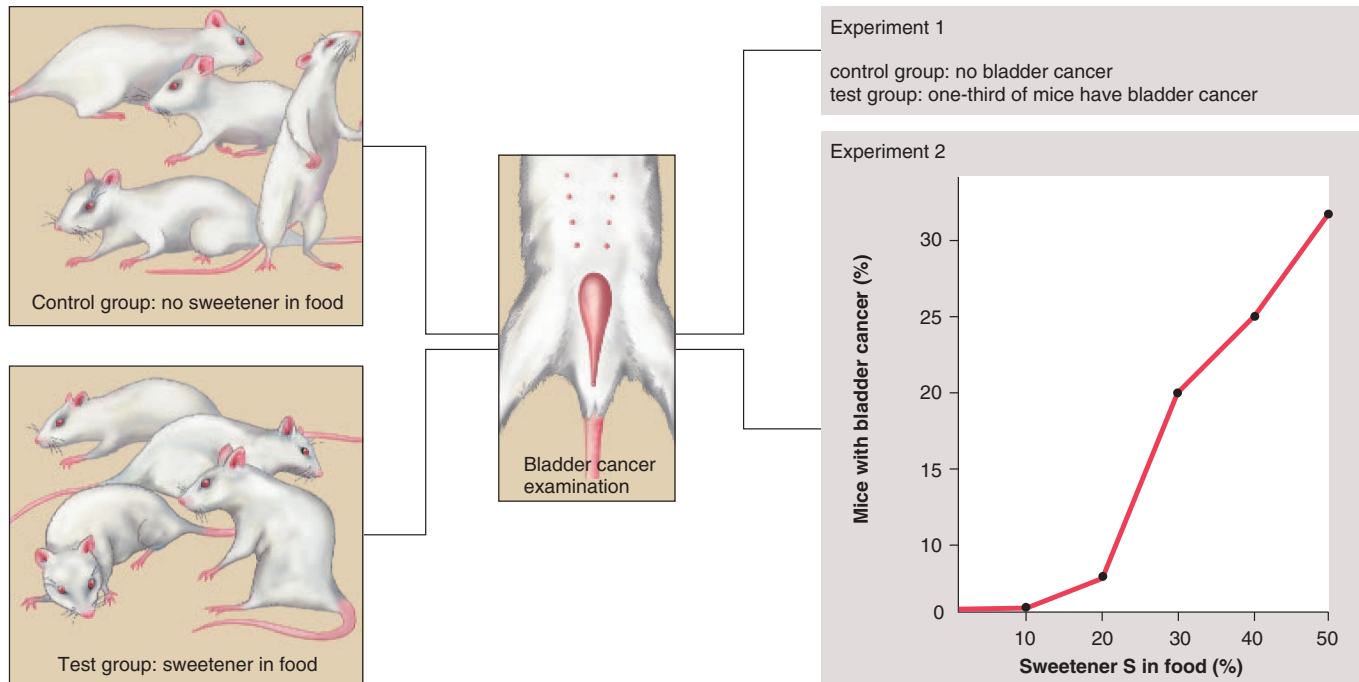 Control group: no sweetener in food
Test group: sweetener in food
Bladder cancer
examination
Experiment 1
control group: no bladder cancer
test group: one-third of mice have bladder cancer
Experiment 2
Mice with bladder cancer (%)
30
25
20
15
10
0
10 20 30 40 50
Sweetener S in food (%)